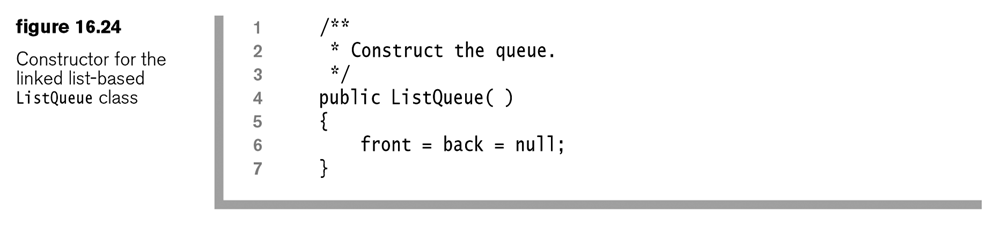 figure 16.24
Constructor for the
linked list-based
ListQueue class
1 /**
2 * Construct the queue.
3 */
4 public ListQueue( )
5 {
6 front = back = null;
7 }